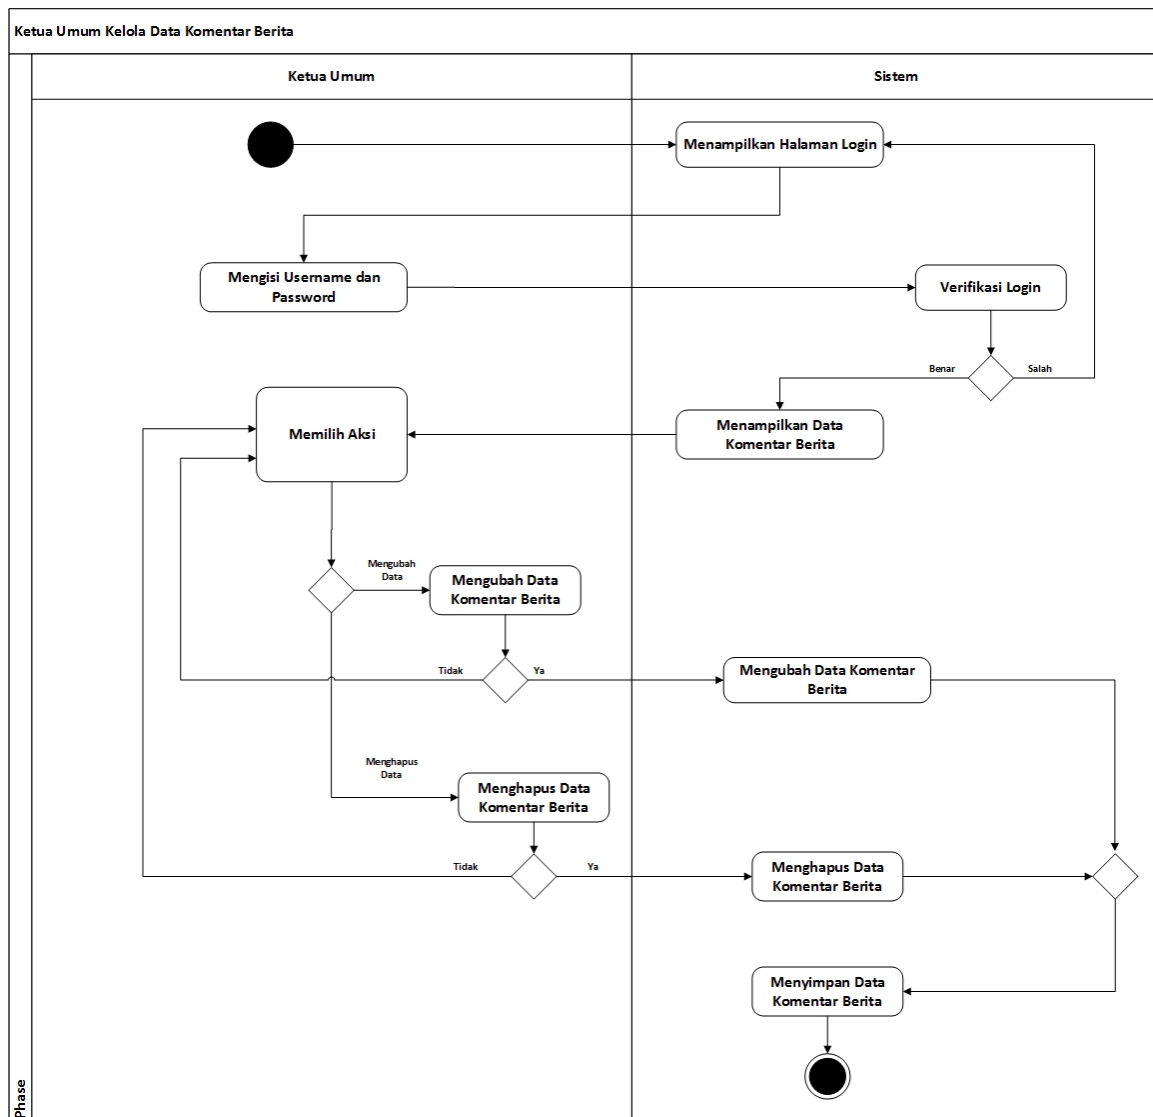 Ketua Umum Kelola Data Komentar Berita
Ketua Umum
Sistem
Menampilkan Halaman Login
Mengisi Username dan
Password
Verifikasi Login
Benar
Salah
Menampilkan Data
Komentar Berita
Memilih Aksi
Mengubah
Data
Mengubah Data
Komentar Berita
Tidak
Ya
Mengubah Data Komentar
Berita
Menghapus
Data
Menghapus Data
Komentar Berita
Tidak
Ya
Menghapus Data
Komentar Berita
Menyimpan Data
Komentar Berita
Phase